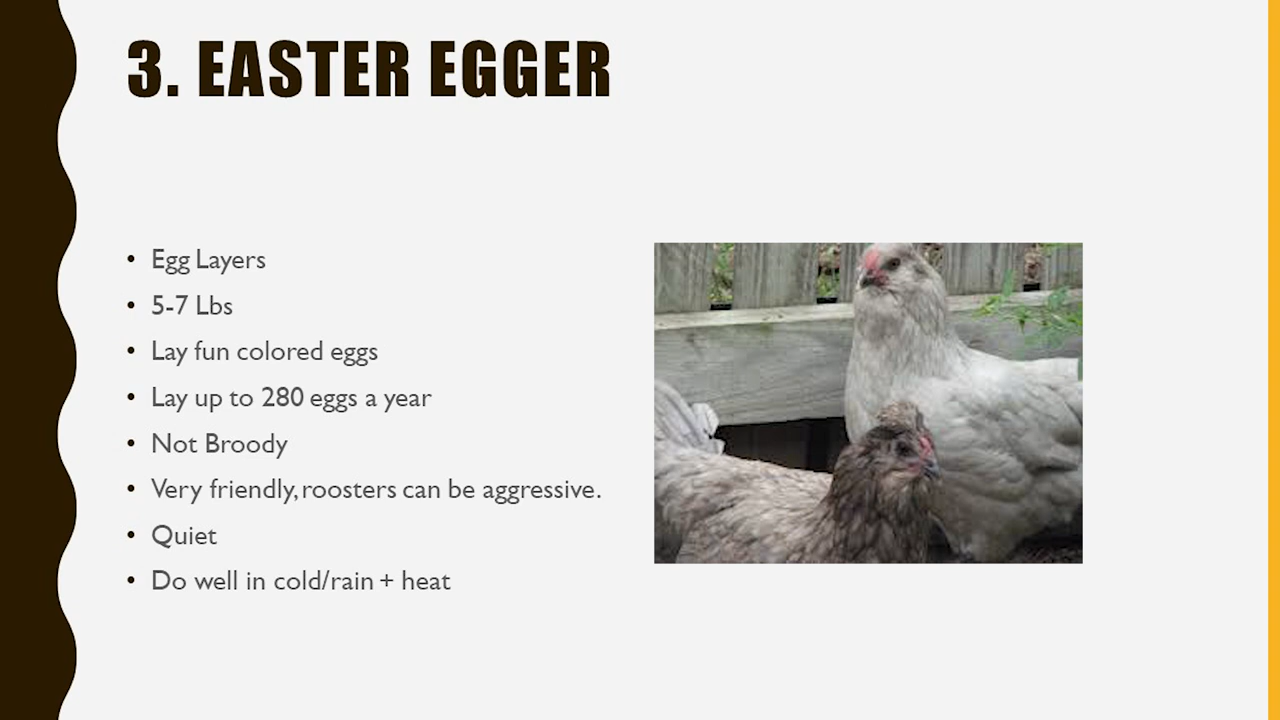 3. EASTER EGGER
• Egg Layers
• 5-7 Lbs
• Lay fun colored eggs
• Lay up to 280 eggs a year
• Not Broody
• Very friendly, roosters can be aggressive.
• Quiet
• Do well in cold/rain + heat